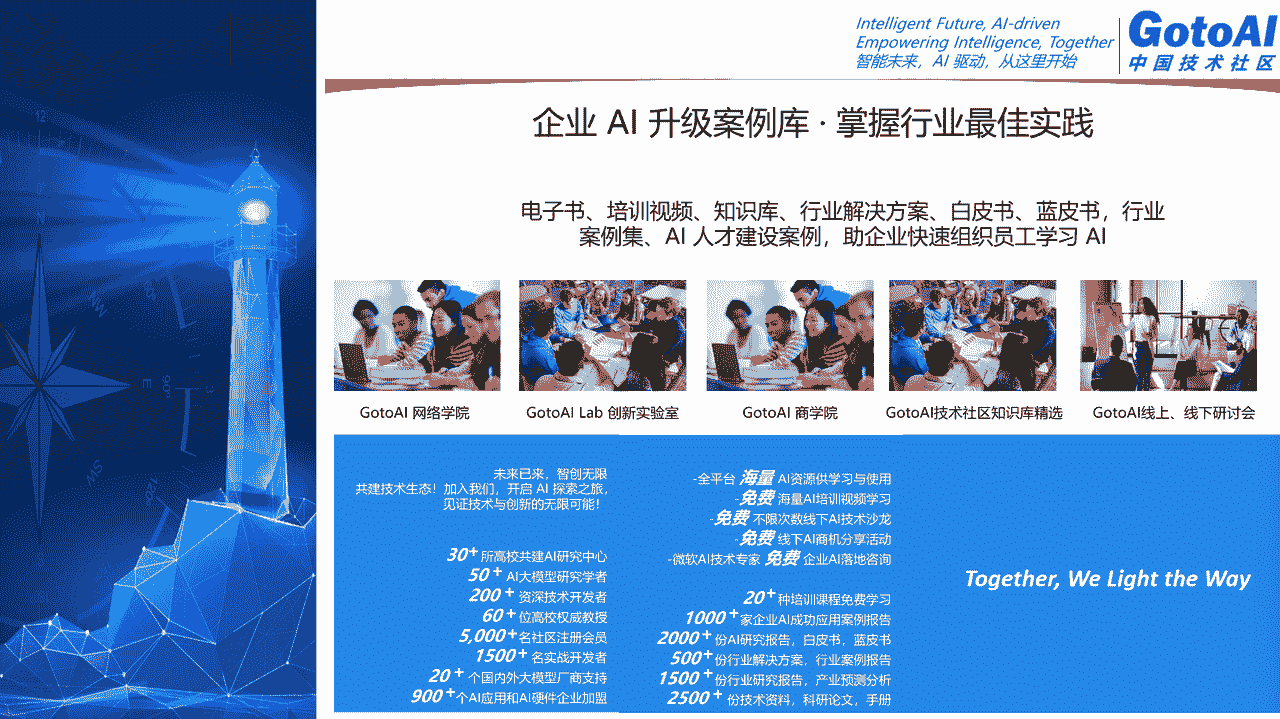 Intelligent Future, AI-driven
Empowering Intelligence, Together
智能未来，AI 驱动，从这里开始
GotoAI
中国技术社区
企业 AI 升级案例库 · 掌握行业最佳实践
电子书、培训视频、知识库、行业解决方案、白皮书、蓝皮书，行业
案例集、AI 人才建设案例，助企业快速组织员工学习 AI
GotoAI 网络学院
GotoAI Lab 创新实验室
GotoAI 商学院
GotoAI技术社区知识库精选
GotoAI线上、线下研讨会
未来已来，智创无限
共建技术生态！加入我们，开启 AI 探索之旅，
见证技术与创新的无限可能！
30+ 所高校共建AI研究中心
50 + AI大模型研究学者
200 + 资深技术开发者
60 + 位高校权威教授
5,000+名社区注册会员
1500 + 名实战开发者
20 + 个国内外大模型厂商支持
900 +个AI应用和AI硬件企业加盟
-全平台 海量 AI资源供学习与使用
-免费 海量AI培训视频学习
-免费 不限次数线下AI技术沙龙
-免费 线下AI商机分享活动
-微软AI技术专家 免费 企业AI落地咨询
20+种培训课程免费学习
1000 +家企业AI成功应用案例报告
2000 +份AI研究报告，白皮书，蓝皮书
500+份行业解决方案，行业案例报告
1500 +份行业研究报告，产业预测分析
2500 + 份技术资料，科研论文，手册
Together, We Light the Way
12
E
SW